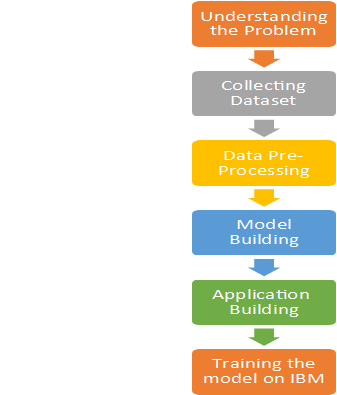 Understanding
the Problem
Collecting
Dataset
Data Pre-
Processing
Model
Building
Application
Building
Training the
model on IBM